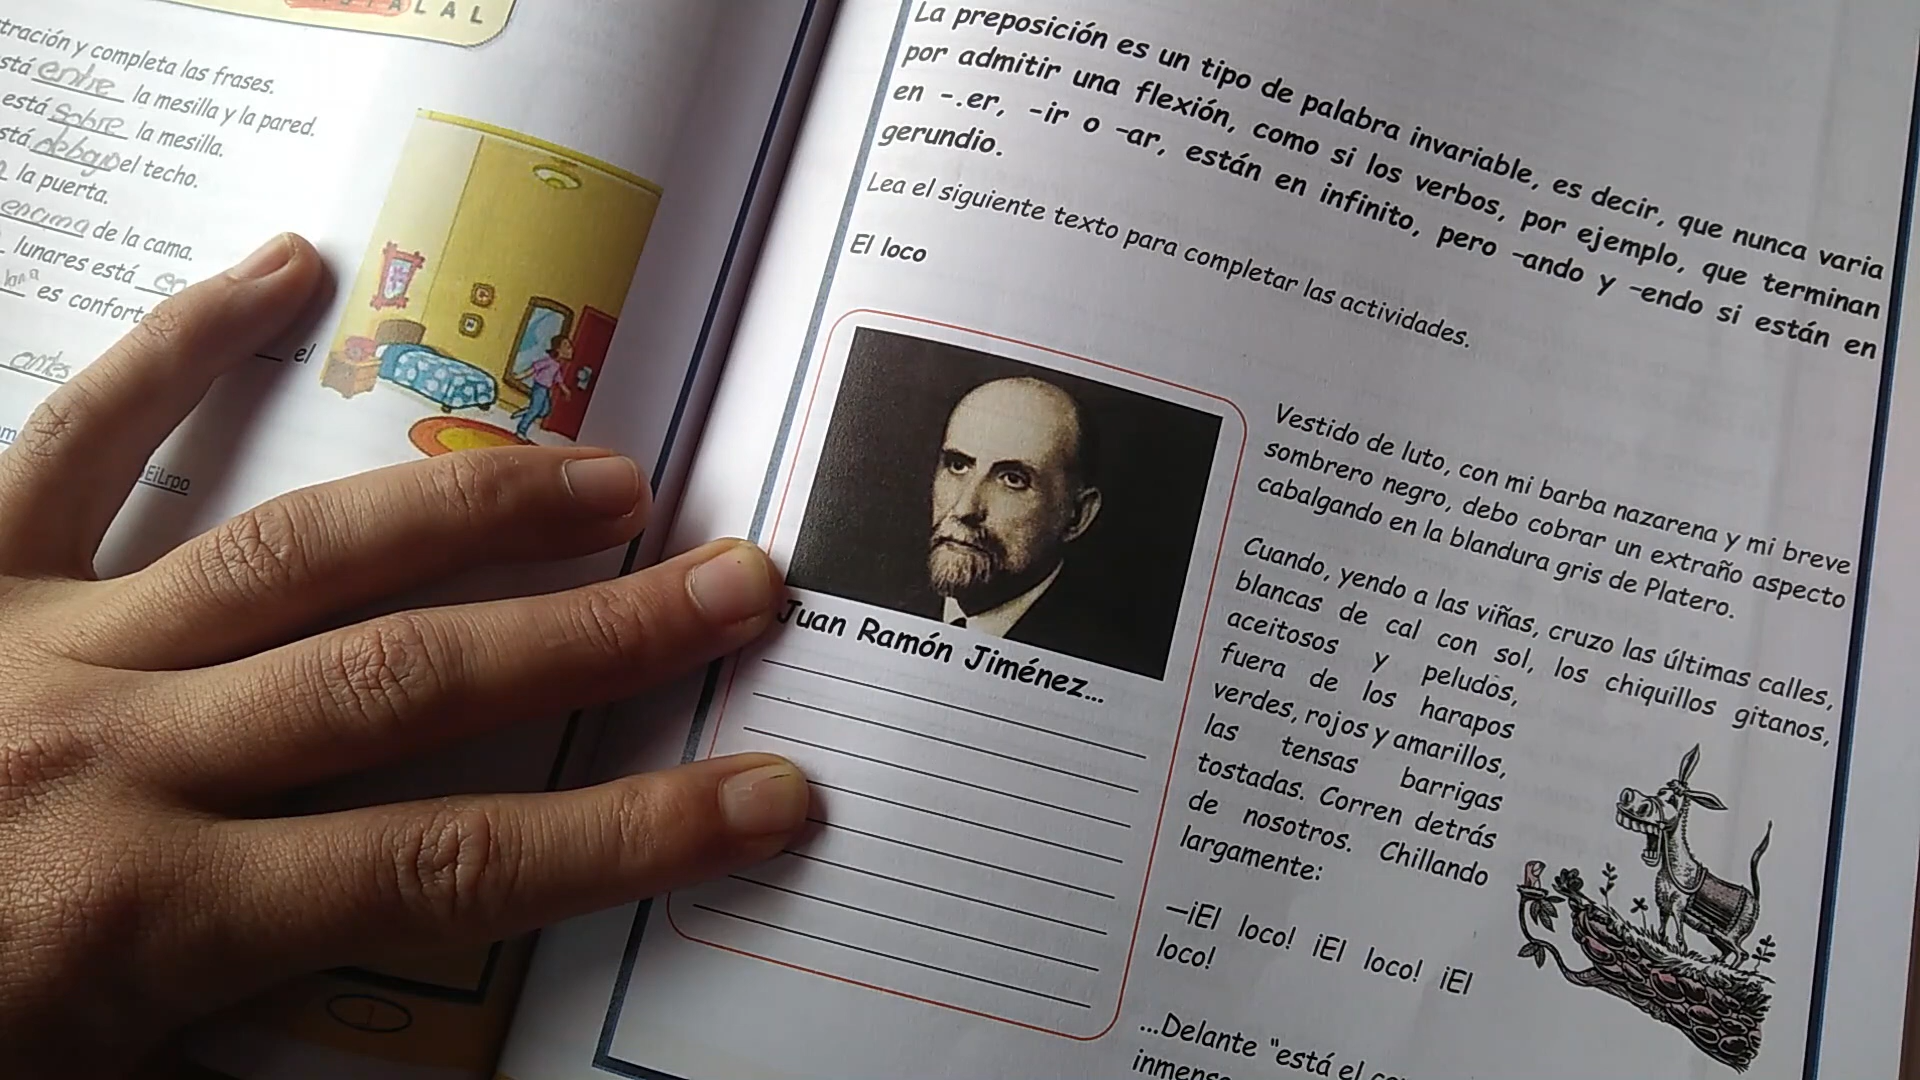 A L A L
tración y completa las frases.
stá entre la mesilla y la pared.
está Sobre la mesilla.
stá debajo el techo.
la puerta.
encima de la cama.
lunares está en
es confort
el
antes
EiLrpo
La preposición es un tipo de palabra invariable, es decir, que nunca varia
por admitir una flexión, como si los verbos, por ejemplo, que terminan
en -.er, -ir o -ar, están en infinito, pero -ando y -endo si están en
gerundio.
Lea el siguiente texto para completar las actividades.
El loco
Juan Ramón Jiménez...
Vestido de luto, con mi barba nazarena y mi breve
sombrero negro, debo cobrar un extraño aspecto
cabalgando en la blandura gris de Platero.
Cuando, yendo a las viñas, cruzo las últimas calles,
blancas de cal con sol, los chiquillos gitanos,
aceitosos y peludos,
fuera de los harapos
verdes, rojos y amarillos,
las tensas barrigas
tostadas. Corren detrás
de nosotros. Chillando
largamente:
—¡El loco! ¡El loco! ¡El
loco!
...Delante "está el